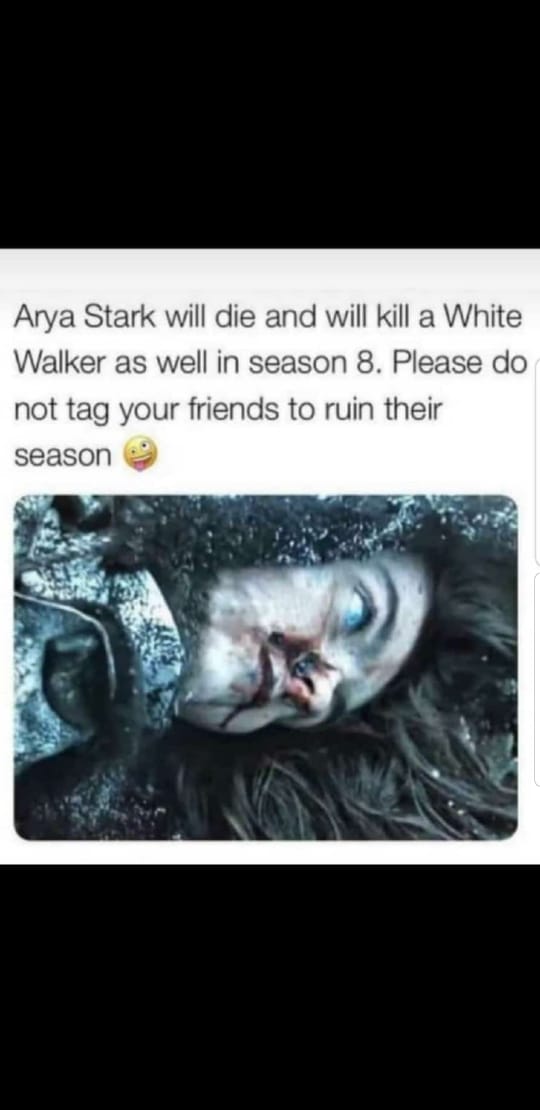 Arya Stark will die and will kill a White
Walker as well in season 8. Please do
not tag your friends to ruin their
season 🤪